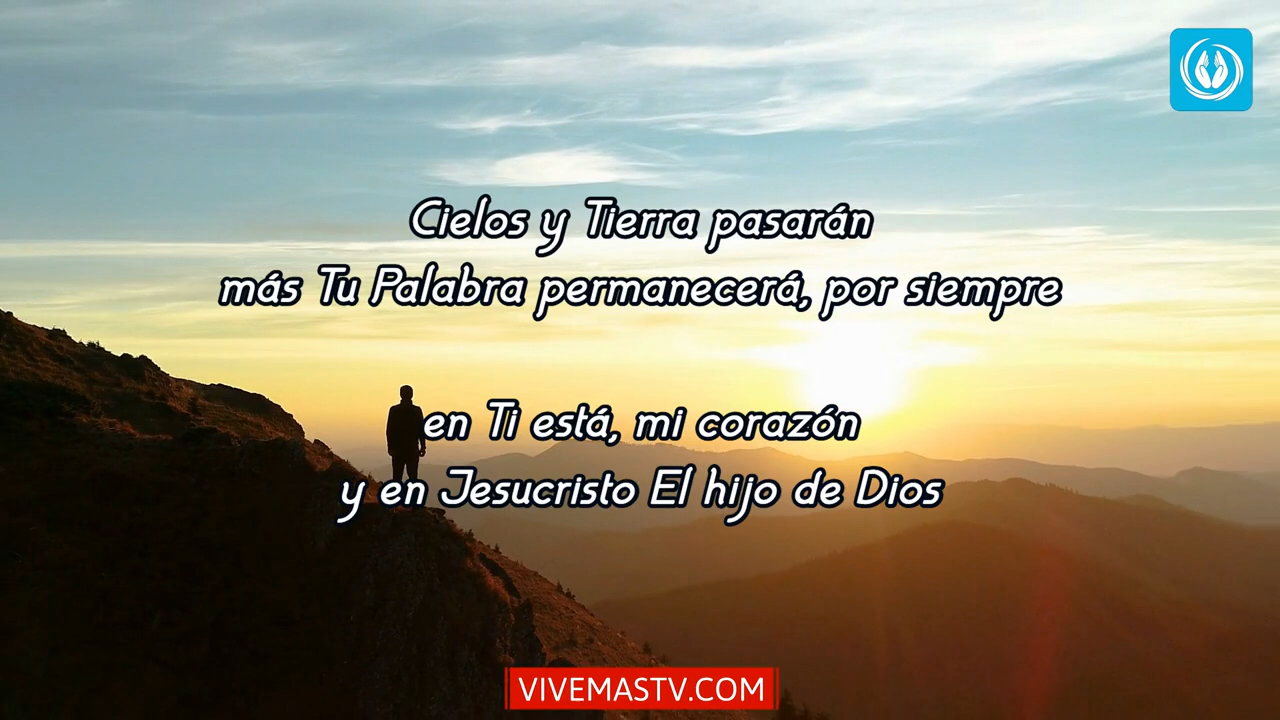 Cielos y Tierra pasarán
más Tu Palabra permanecerá, por siempre
en Ti está, mi corazón
y en Jesucristo El hijo de Dios
VIVEMASTV.COM